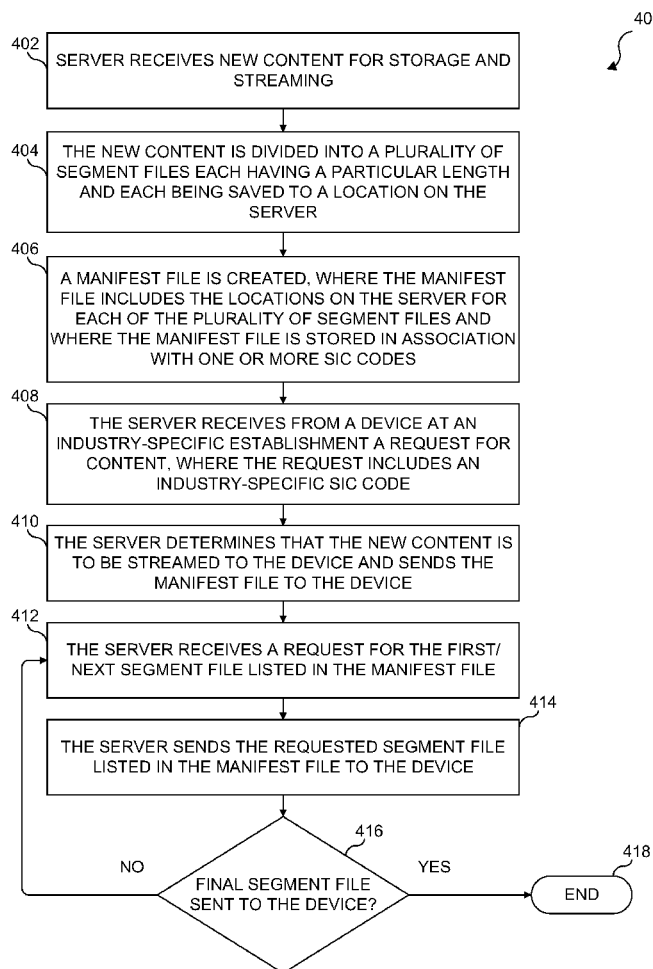 40
402
SERVER RECEIVES NEW CONTENT FOR STORAGE AND
STREAMING
404
THE NEW CONTENT IS DIVIDED INTO A PLURALITY OF
SEGMENT FILES EACH HAVING A PARTICULAR LENGTH
AND EACH BEING SAVED TO A LOCATION ON THE
SERVER
406
A MANIFEST FILE IS CREATED, WHERE THE MANIFEST
FILE INCLUDES THE LOCATIONS ON THE SERVER FOR
EACH OF THE PLURALITY OF SEGMENT FILES AND
WHERE THE MANIFEST FILE IS STORED IN ASSOCIATION
WITH ONE OR MORE SIC CODES
408
THE SERVER RECEIVES FROM A DEVICE AT AN
INDUSTRY-SPECIFIC ESTABLISHMENT A REQUEST FOR
CONTENT, WHERE THE REQUEST INCLUDES AN
INDUSTRY-SPECIFIC SIC CODE
410
THE SERVER DETERMINES THAT THE NEW CONTENT IS
TO BE STREAMED TO THE DEVICE AND SENDS THE
MANIFEST FILE TO THE DEVICE
412
THE SERVER RECEIVES A REQUEST FOR THE FIRST/
NEXT SEGMENT FILE LISTED IN THE MANIFEST FILE
414
THE SERVER SENDS THE REQUESTED SEGMENT FILE
LISTED IN THE MANIFEST FILE TO THE DEVICE
416
NO
FINAL SEGMENT FILE
SENT TO THE DEVICE?
YES
418
END